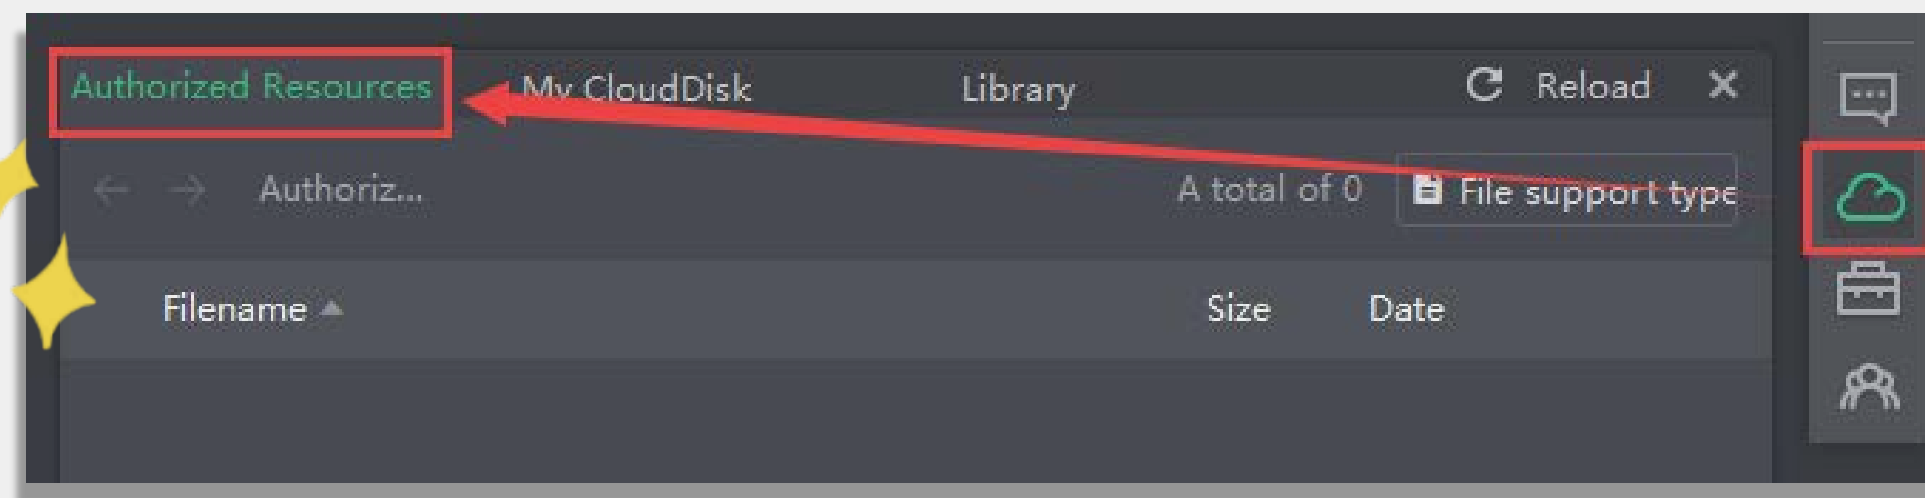 Authorized Resources My CloudDisk Library Reload
Authoriz... A total of 0 File support type
Filename Size Date